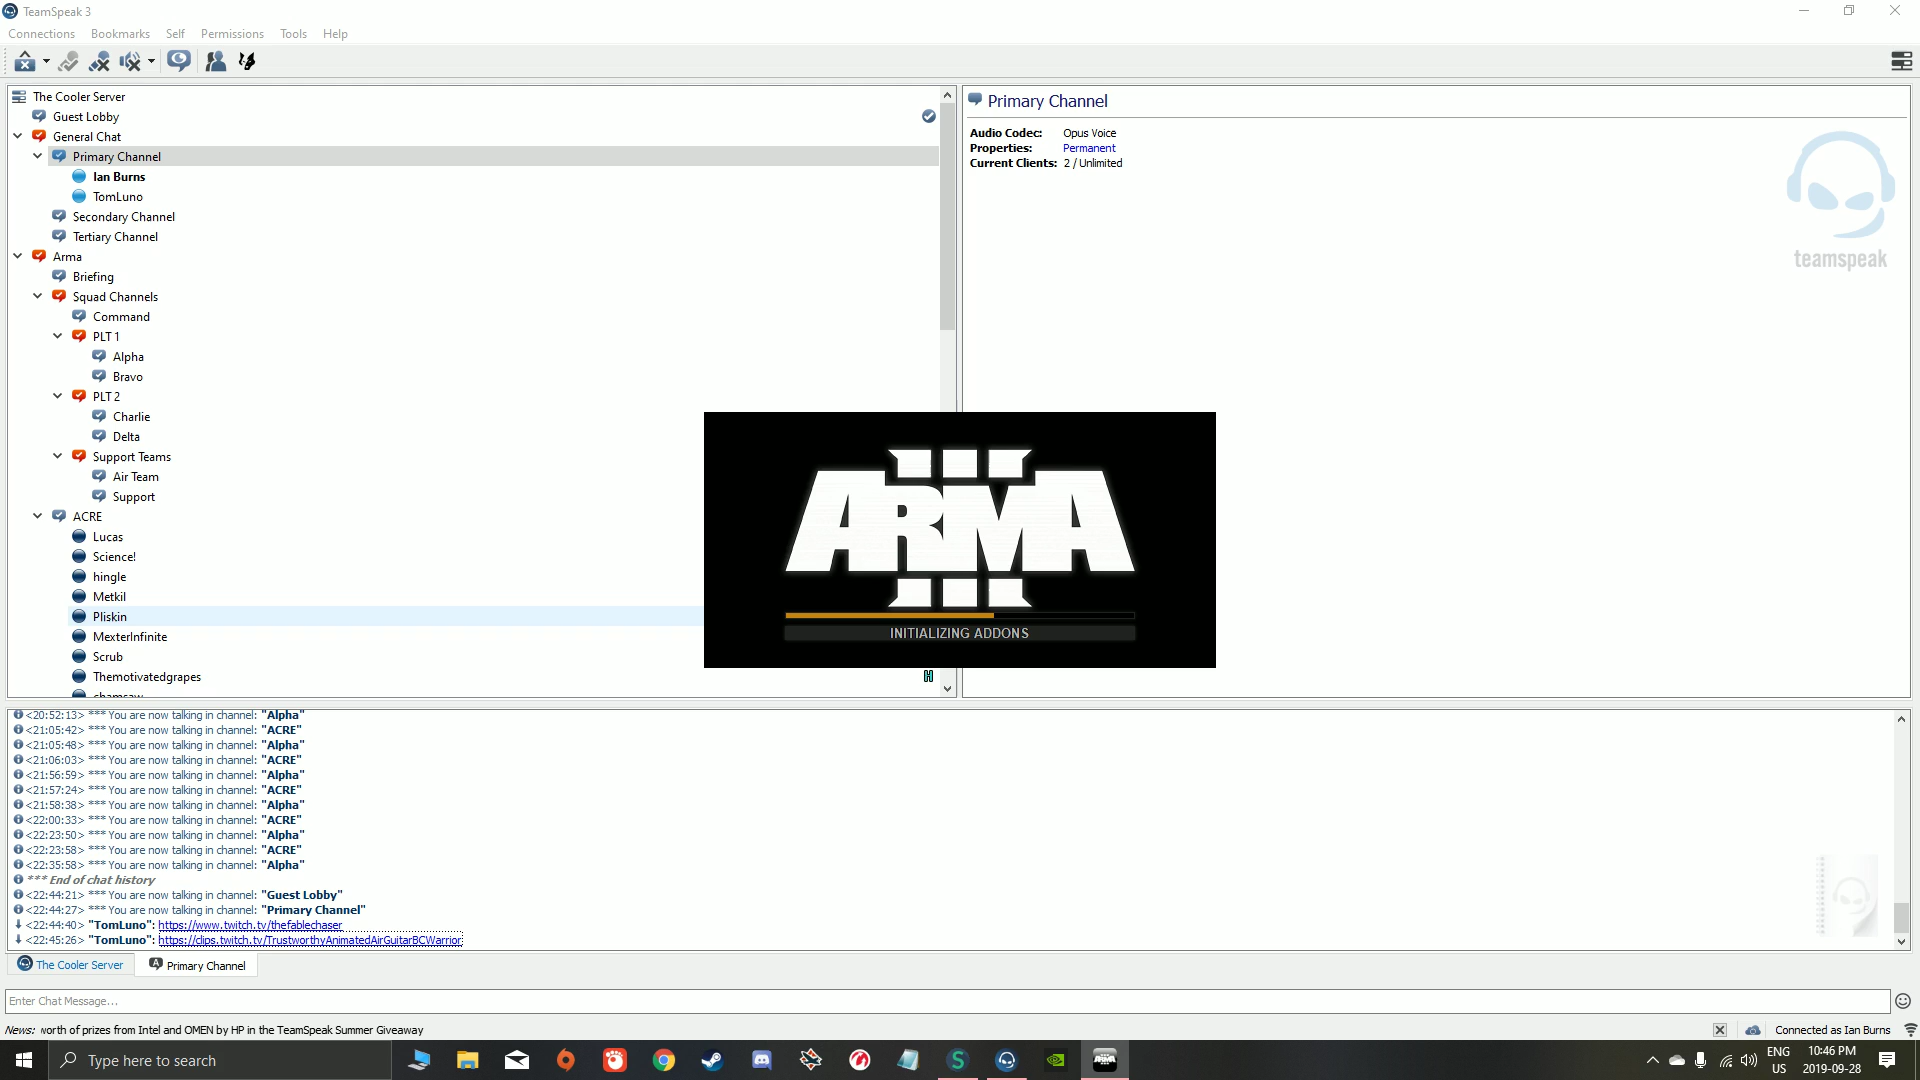 TeamSpeak 3
Connections Bookmarks Self Permissions Tools Help
The Cooler Server
Guest Lobby
General Chat
Primary Channel
Ian Burns
TomLuno
Secondary Channel
Tertiary Channel
Arma
Briefing
Squad Channels
Command
PLT 1
Alpha
Bravo
PLT 2
Charlie
Delta
Support Teams
Air Team
Support
ACRE
Lucas
Science!
hingle
Metkil
Pliskin
MexterInfinite
Scrub
Themotivatedgrapes
H
Primary Channel
Audio Codec: Opus Voice
Properties: Permanent
Current Clients: 2 / Unlimited
teamspeak
III
ARMA
III
INITIALIZING ADDONS
<20:52:13> *** You are now talking in channel: "Alpha"
<21:05:42> *** You are now talking in channel: "ACRE"
<21:05:48> *** You are now talking in channel: "Alpha"
<21:06:03> *** You are now talking in channel: "ACRE"
<21:56:59> *** You are now talking in channel: "Alpha"
<21:57:24> *** You are now talking in channel: "ACRE"
<21:58:38> *** You are now talking in channel: "Alpha"
<22:00:33> *** You are now talking in channel: "ACRE"
<22:23:50> *** You are now talking in channel: "Alpha"
<22:23:58> *** You are now talking in channel: "ACRE"
<22:35:58> *** You are now talking in channel: "Alpha"
*** End of chat history
<22:44:21> *** You are now talking in channel: "Guest Lobby"
<22:44:27> *** You are now talking in channel: "Primary Channel"
<22:44:40> "TomLuno": https://www.twitch.tv/thefablechaser
<22:45:26> "TomLuno": https://clips.twitch.tv/TrustworthyAnimatedAirGuitarBCWarrior
The Cooler Server Primary Channel
Enter Chat Message...
News: worth of prizes from Intel and OMEN by HP in the TeamSpeak Summer Giveaway
Connected as Ian Burns
Type here to search
ENG
US
10:46 PM
2019-09-28